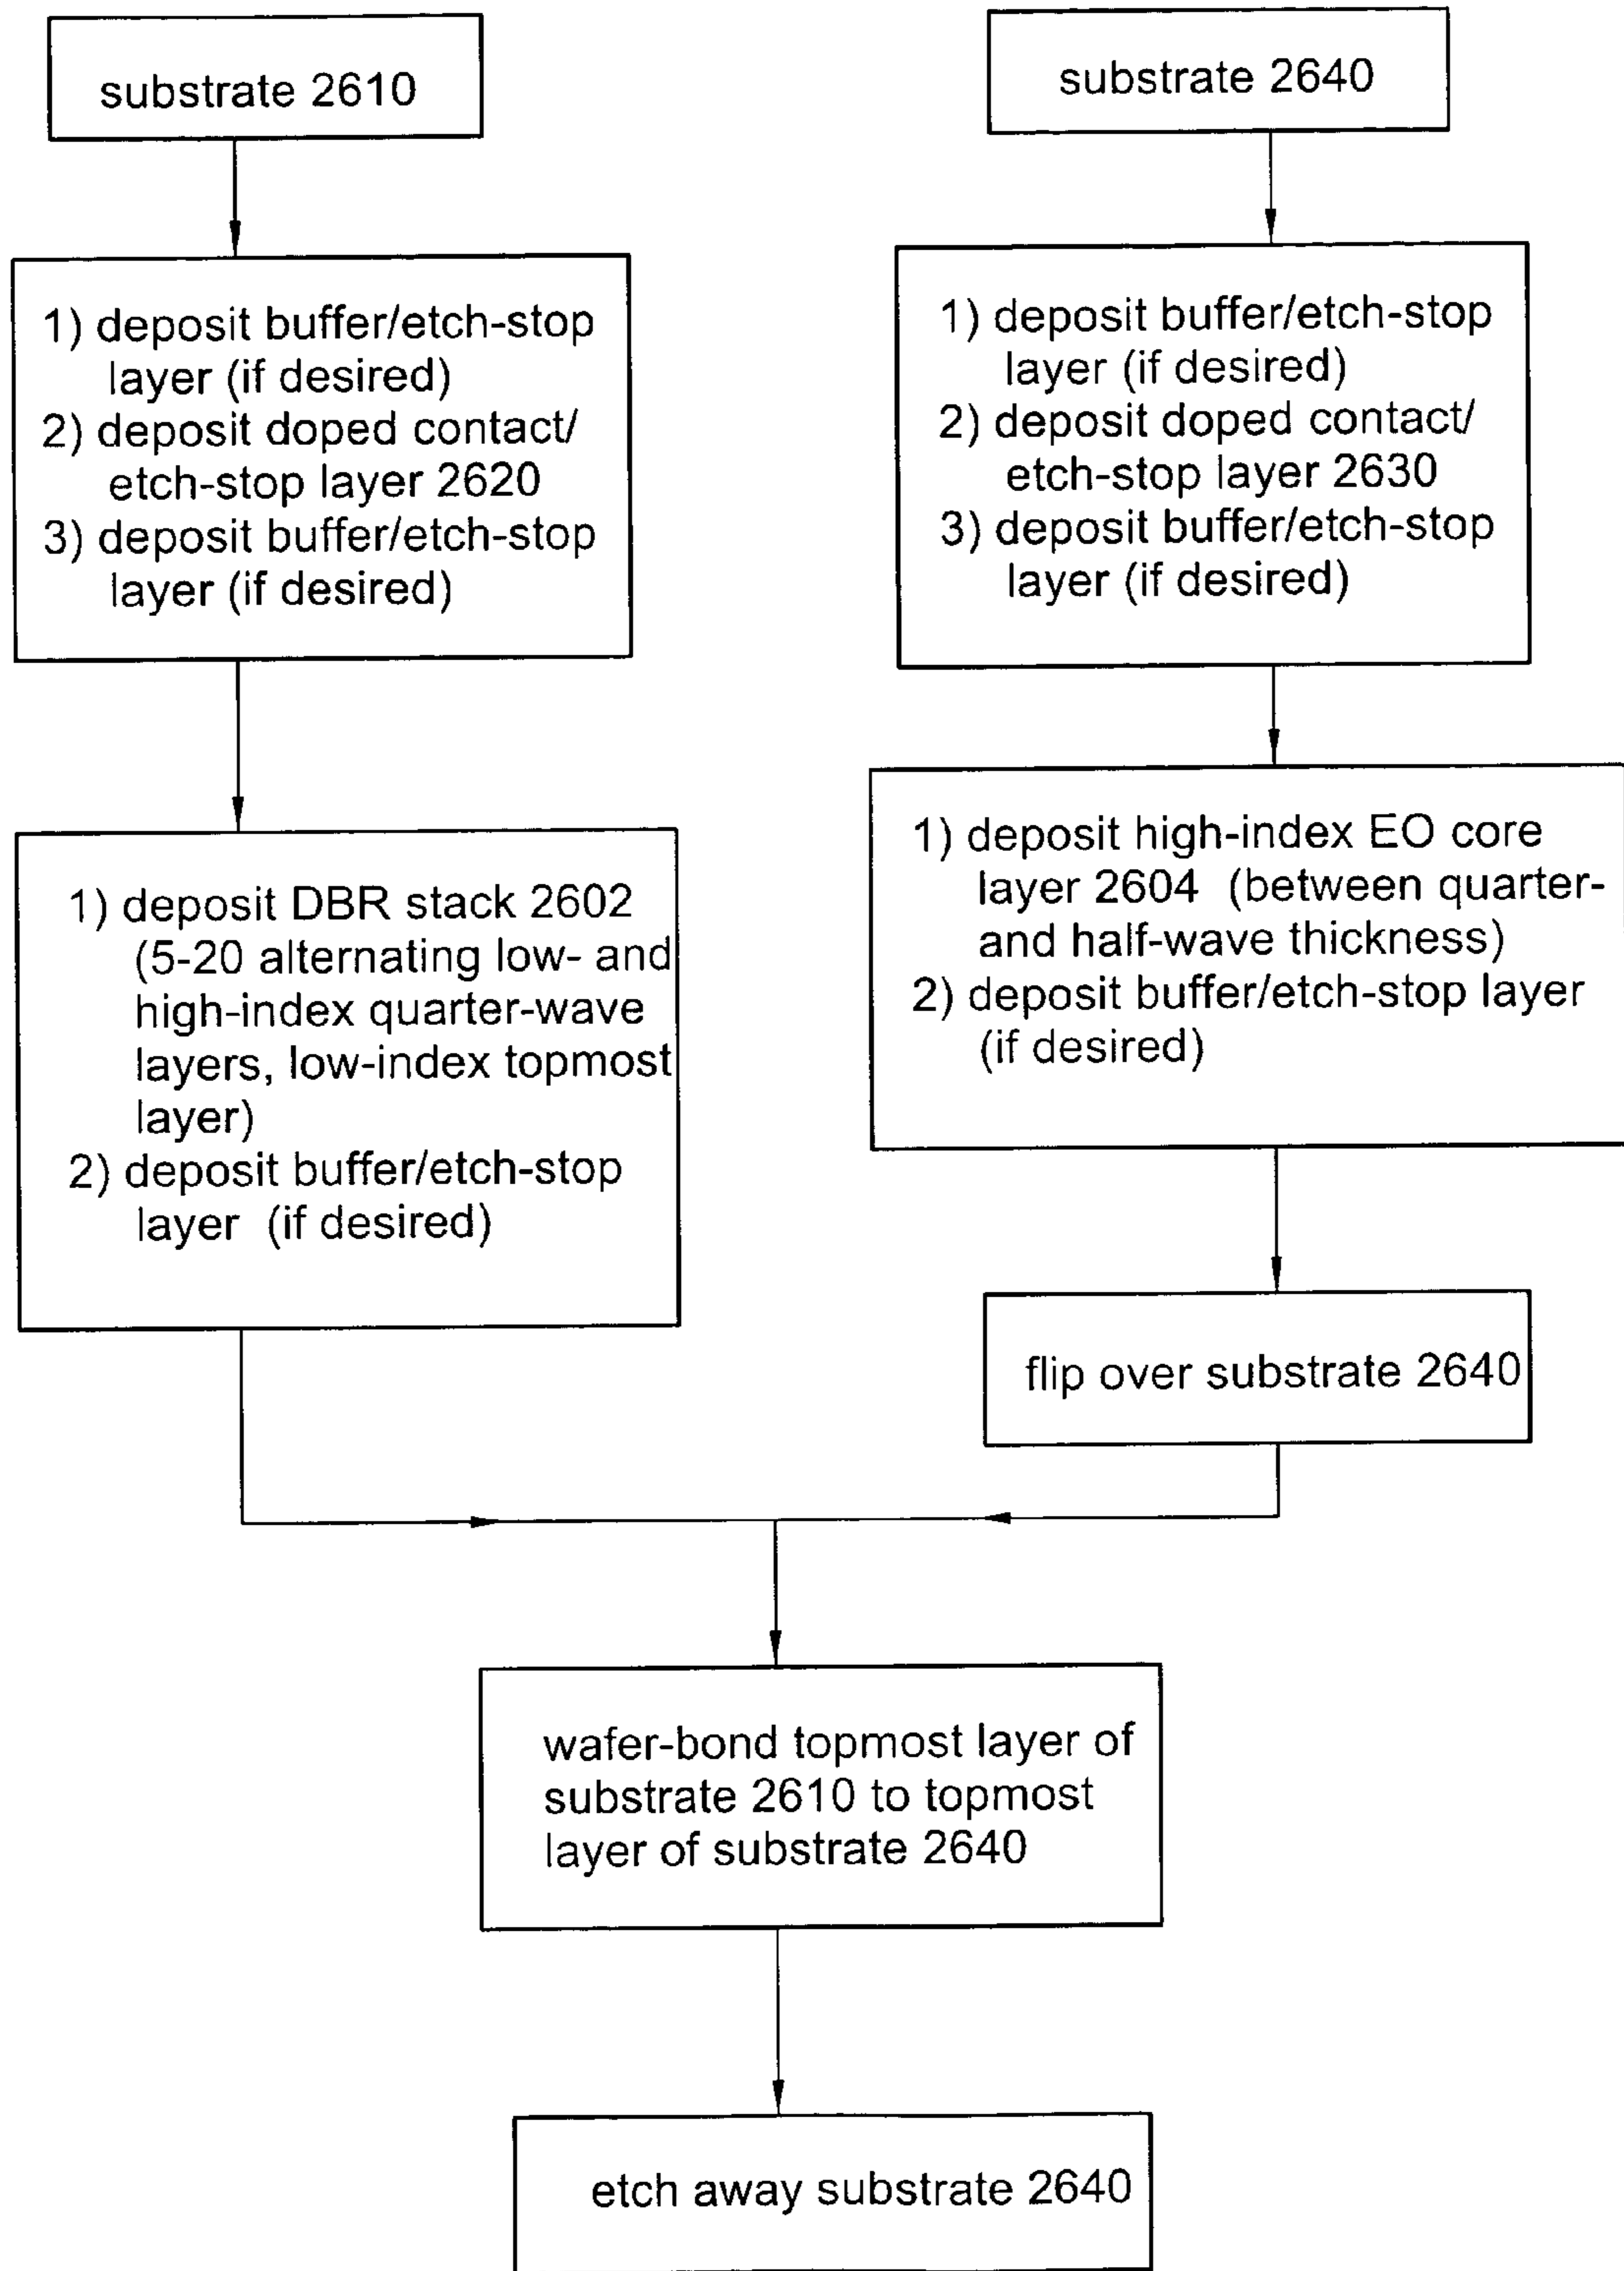 substrate 2610
substrate 2640
1) deposit buffer/etch-stop
layer (if desired)
2) deposit doped contact/
etch-stop layer 2620
3) deposit buffer/etch-stop
layer (if desired)
1) deposit buffer/etch-stop
layer (if desired)
2) deposit doped contact/
etch-stop layer 2630
3) deposit buffer/etch-stop
layer (if desired)
1) deposit DBR stack 2602
(5-20 alternating low- and
high-index quarter-wave
layers, low-index topmost
layer)
2) deposit buffer/etch-stop
layer (if desired)
1) deposit high-index EO core
layer 2604 (between quarter-
and half-wave thickness)
2) deposit buffer/etch-stop layer
(if desired)
flip over substrate 2640
wafer-bond topmost layer of
substrate 2610 to topmost
layer of substrate 2640
etch away substrate 2640